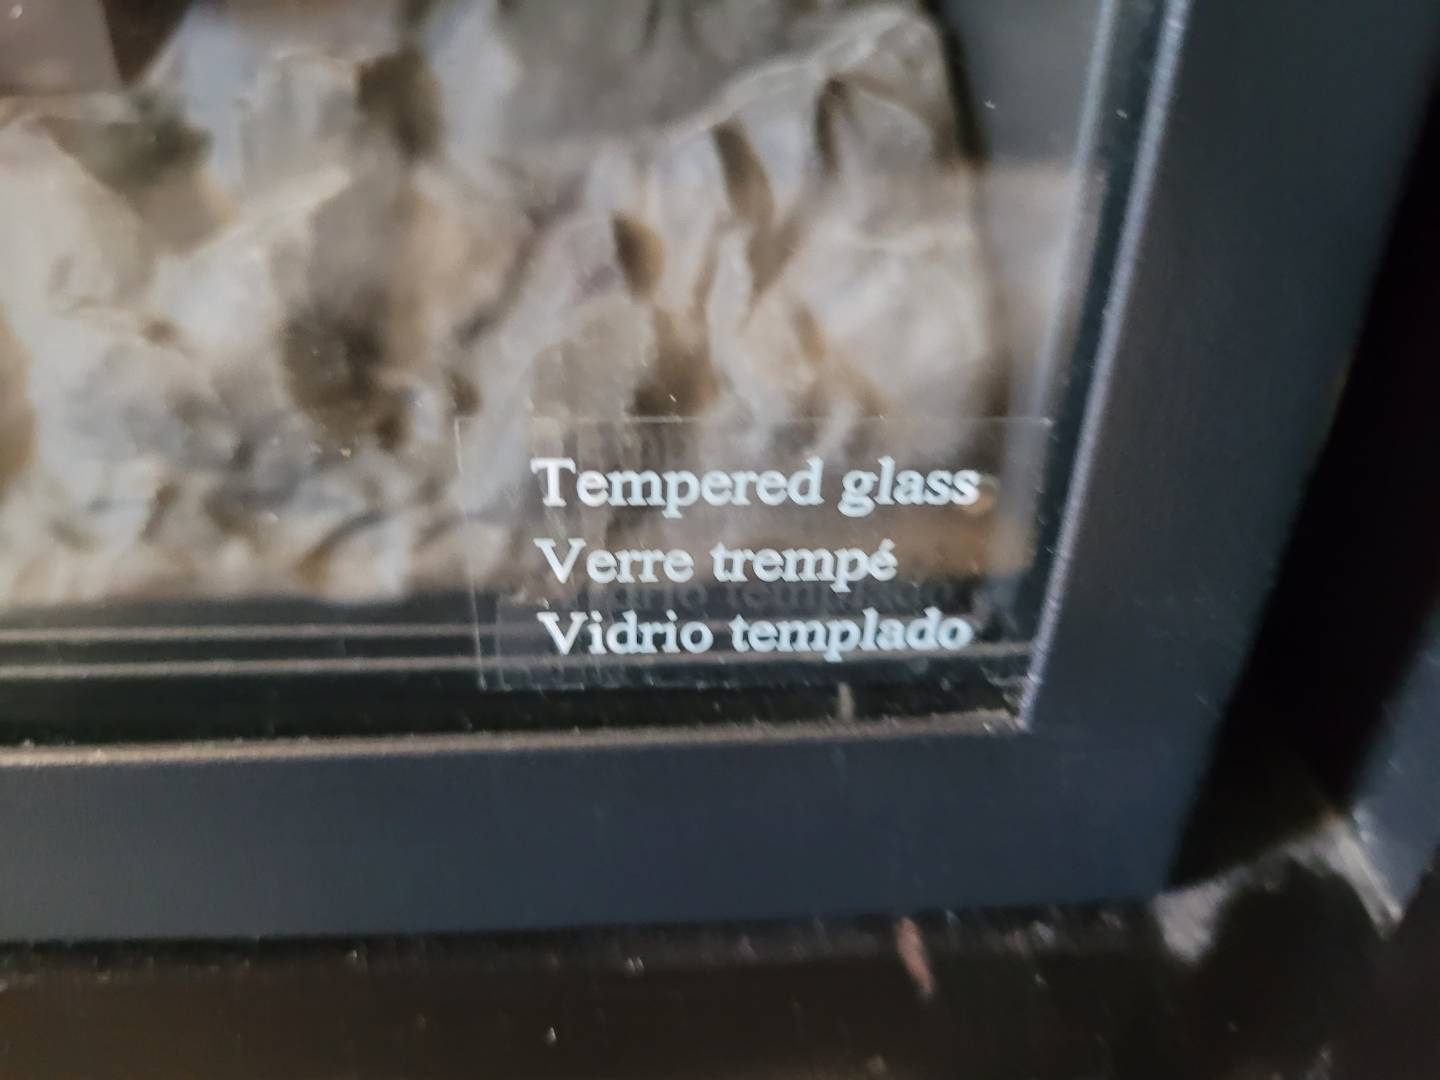 Tempered glass
Verre trempé
Vidrio templado